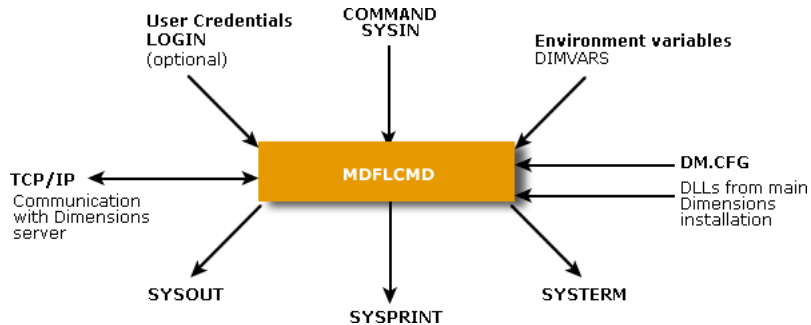 User Credentials
LOGIN
(optional)
COMMAND
SYSIN
Environment variables
DIMVARS
TCP/IP
Communication
with Dimensions
server
MDFLCMD
DM.CFG
DLLs from main
Dimensions
installation
SYSOUT
SYSPRINT
SYSTERM